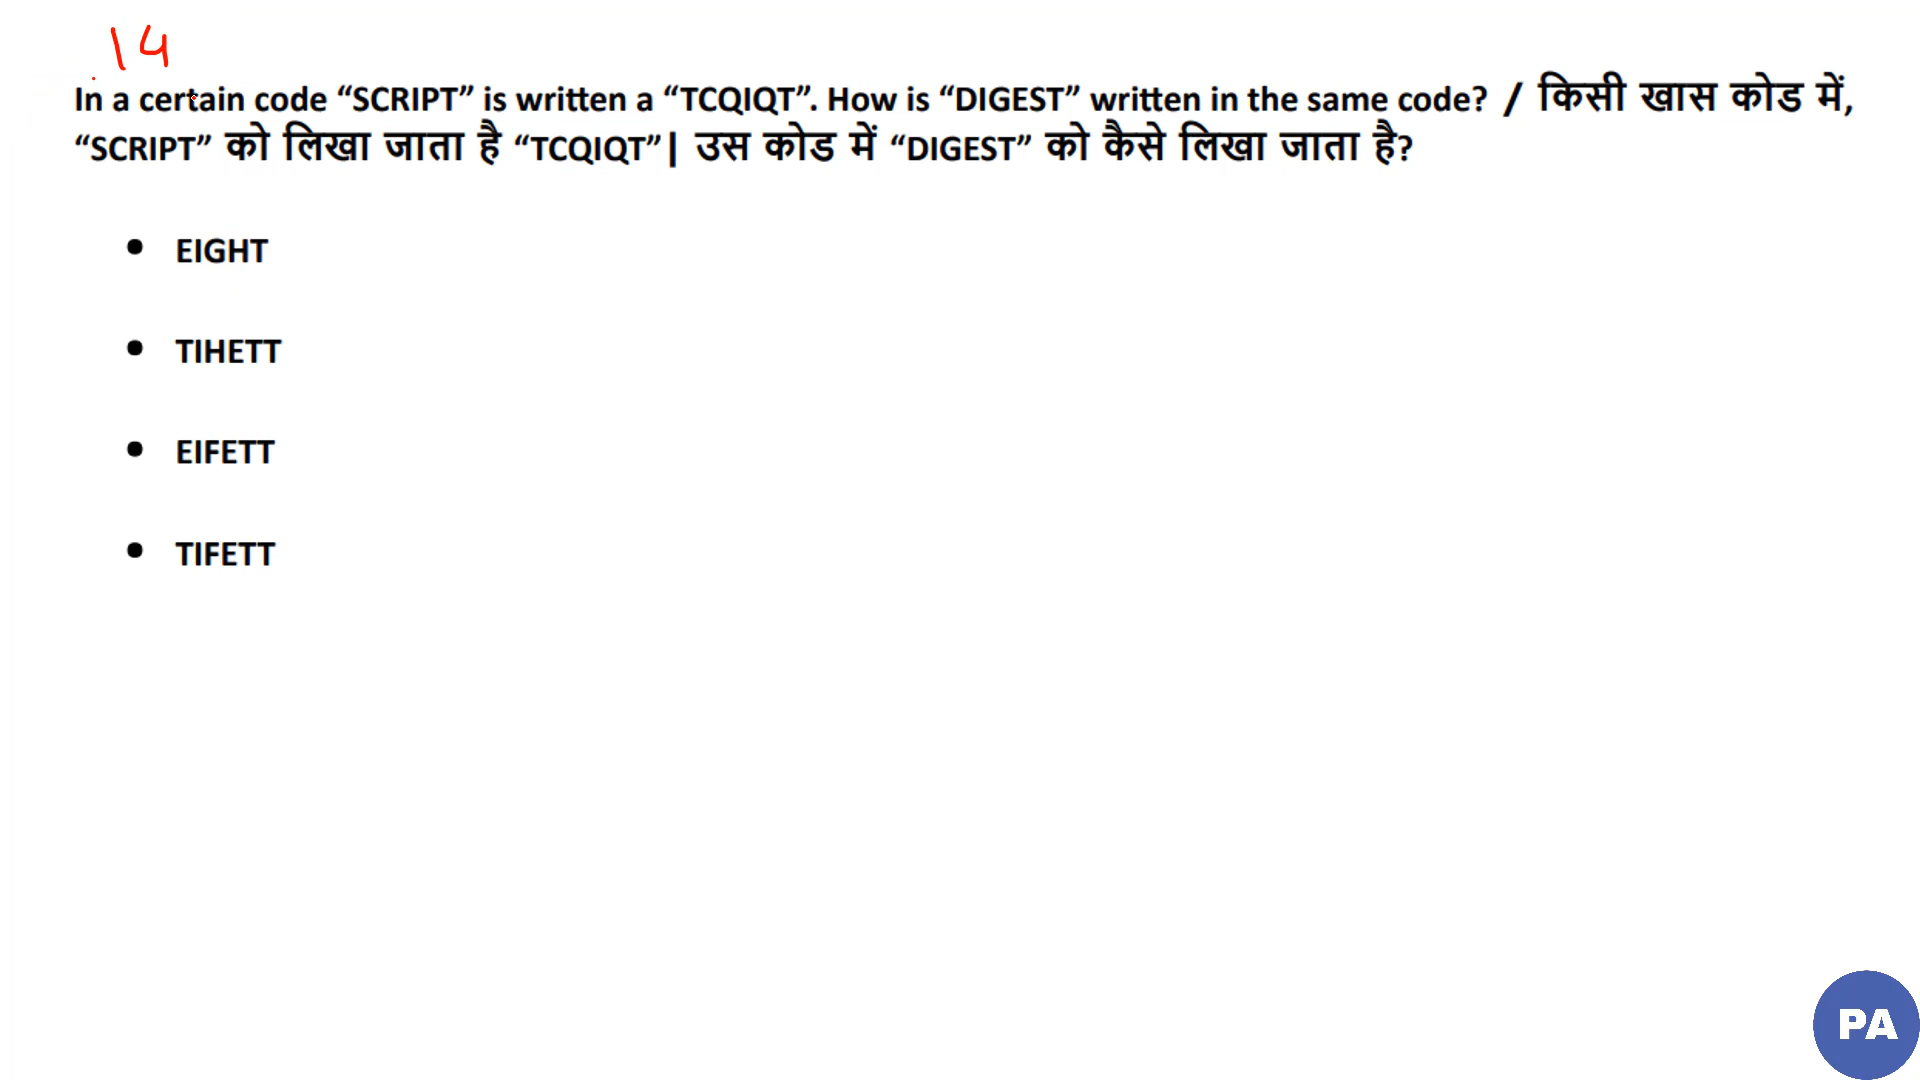 14
In a certain code “SCRIPT” is written a “TCQIQT”. How is “DIGEST” written in the same code? / किसी खास कोड में,
“SCRIPT” को लिखा जाता है “TCQIQT”| उस कोड में “DIGEST” को कैसे लिखा जाता है?
• EIGHT
• TIHETT
• EIFETT
• TIFETT
PA